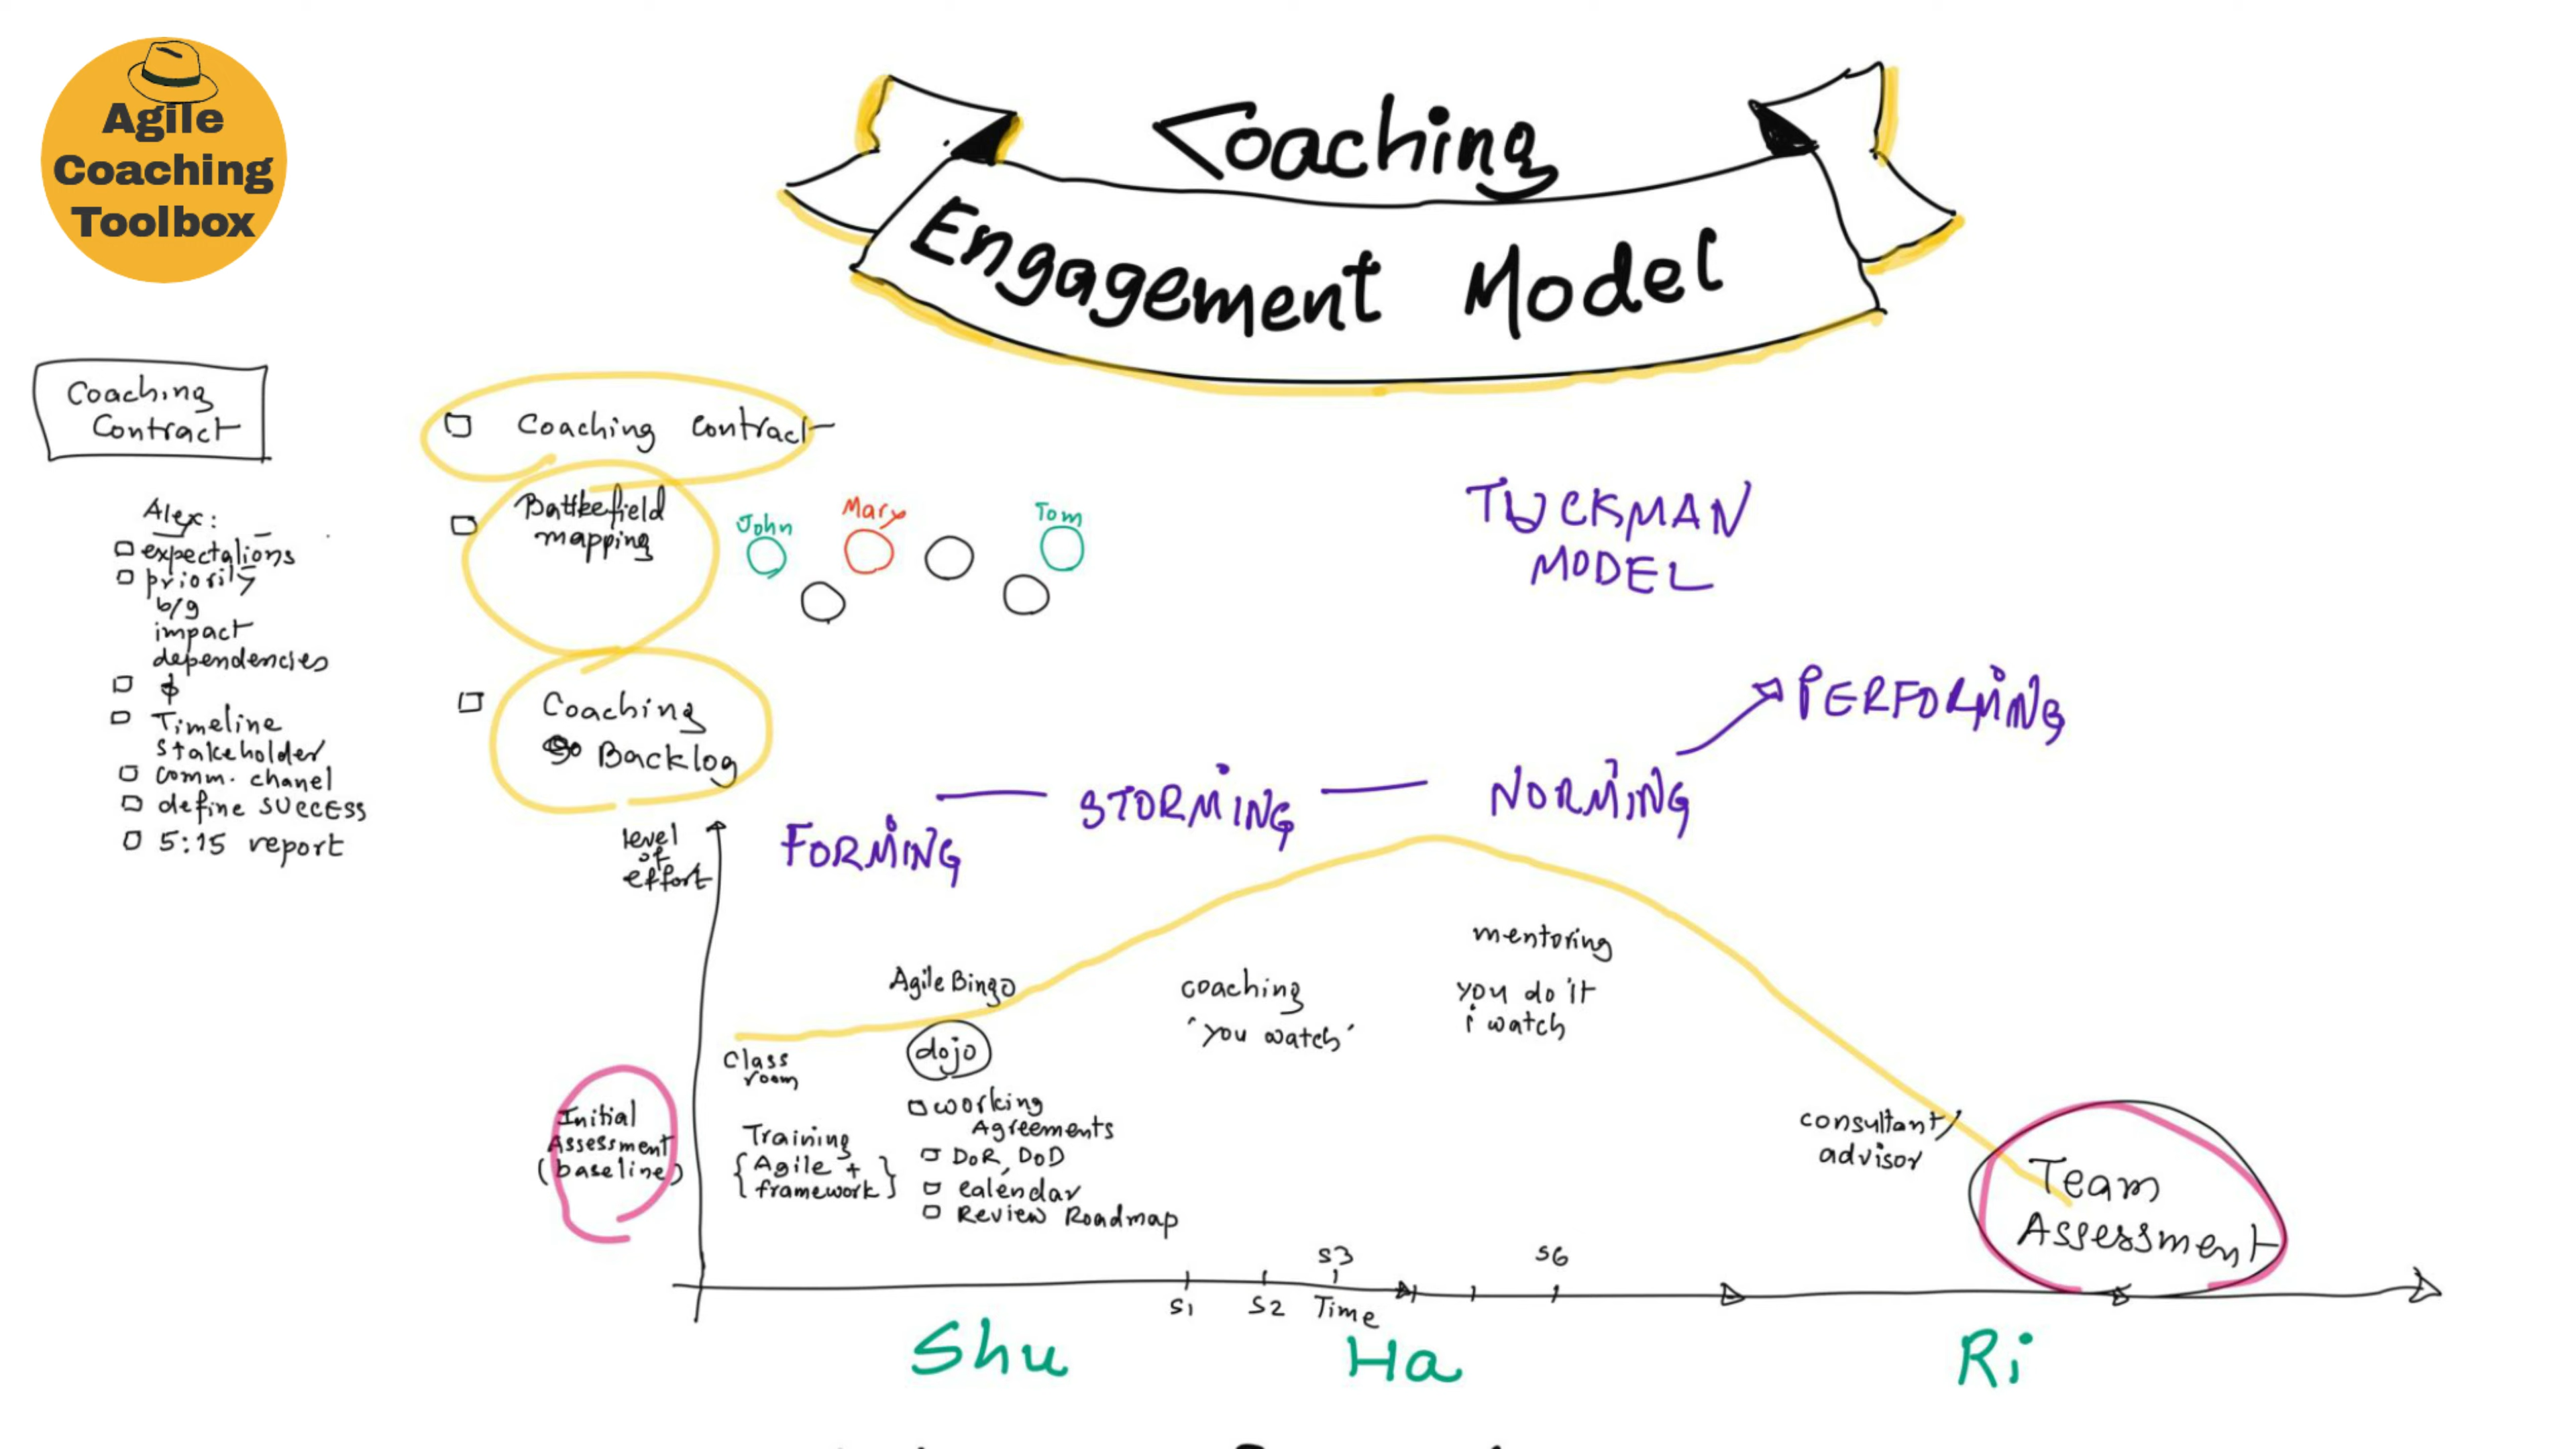 Agile
Coaching
Toolbox
Coaching
Engagement Model
Coaching
Contract
Alex:
expectations
priority
b/g
impact
dependencies
$
Timeline
Stakeholder
Comm. chanel
define success
5:15 report
Coaching Contract
Battlefield
mapping
John
Mary
Tom
Coaching
Backlog
TUCKMAN
MODEL
FORMING
STORMING
NORMING
PERFORMING
level
of
effort
Agile Bingo
dojo
Class
room
Training
{Agile +
framework}
working
Agreements
DoR, DoD
calendar
Review Roadmap
coaching
'you watch'
mentoring
you do it
i watch
consultant/
advisor
Initial
Assessment
(baseline)
Team
Assessment
S1
S2
S3
S6
Time
Shu
Ha
Ri